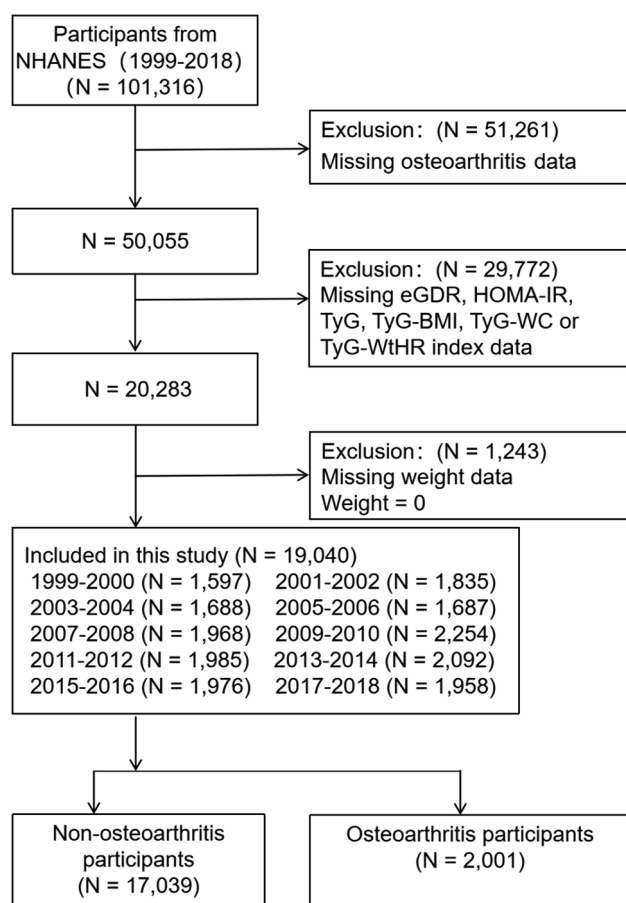 Participants from
NHANES (1999-2018)
(N = 101,316)
Exclusion: (N = 51,261)
Missing osteoarthritis data
N = 50,055
Exclusion: (N = 29,772)
Missing eGDR, HOMA-IR,
TyG, TyG-BMI, TyG-WC or
TyG-WtHR index data
N = 20,283
Exclusion: (N = 1,243)
Missing weight data
Weight = 0
Included in this study (N = 19,040)
1999-2000 (N = 1,597) 2001-2002 (N = 1,835)
2003-2004 (N = 1,688) 2005-2006 (N = 1,687)
2007-2008 (N = 1,968) 2009-2010 (N = 2,254)
2011-2012 (N = 1,985) 2013-2014 (N = 2,092)
2015-2016 (N = 1,976) 2017-2018 (N = 1,958)
Non-osteoarthritis
participants
(N = 17,039)
Osteoarthritis participants
(N = 2,001)